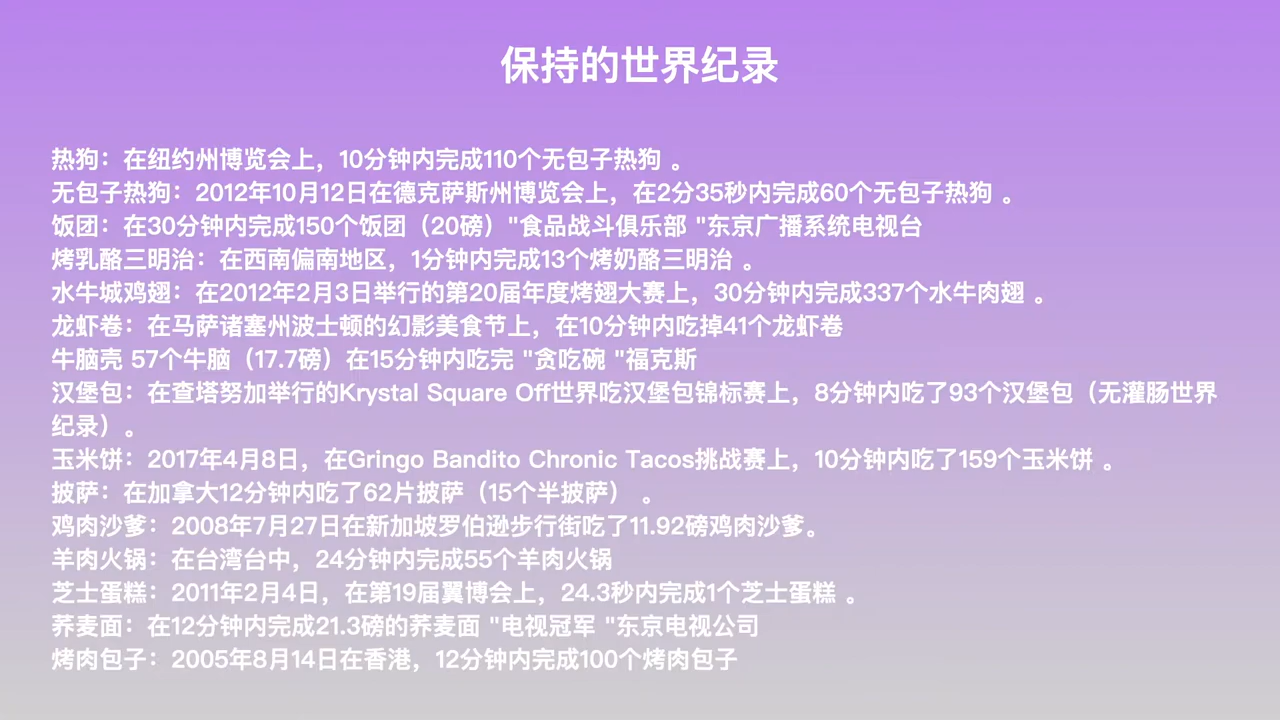 保持的世界纪录
热狗：在纽约州博览会上，10分钟内完成110个无包子热狗 。
无包子热狗：2012年10月12日在德克萨斯州博览会上，在2分35秒内完成60个无包子热狗 。
饭团：在30分钟内完成150个饭团（20磅）"食品战斗俱乐部 "东京广播系统电视台
烤乳酪三明治：在西南偏南地区，1分钟内完成13个烤奶酪三明治 。
水牛城鸡翅：在2012年2月3日举行的第20届年度烤翅大赛上，30分钟内完成337个水牛肉翅 。
龙虾卷：在马萨诸塞州波士顿的幻影美食节上，在10分钟内吃掉41个龙虾卷
牛脑壳 57个牛脑（17.7磅）在15分钟内吃完 "贪吃碗 "福克斯
汉堡包：在查塔努加举行的Krystal Square Off世界吃汉堡包锦标赛上，8分钟内吃了93个汉堡包（无灌肠世界
纪录）。
玉米饼：2017年4月8日，在Gringo Bandito Chronic Tacos挑战赛上，10分钟内吃了159个玉米饼 。
披萨：在加拿大12分钟内吃了62片披萨（15个半披萨） 。
鸡肉沙爹：2008年7月27日在新加坡罗伯逊步行街吃了11.92磅鸡肉沙爹。
羊肉火锅：在台湾台中，24分钟内完成55个羊肉火锅
芝士蛋糕：2011年2月4日，在第19届翼博会上，24.3秒内完成1个芝士蛋糕 。
荞麦面：在12分钟内完成21.3磅的荞麦面 "电视冠军 "东京电视公司
烤肉包子：2005年8月14日在香港，12分钟内完成100个烤肉包子